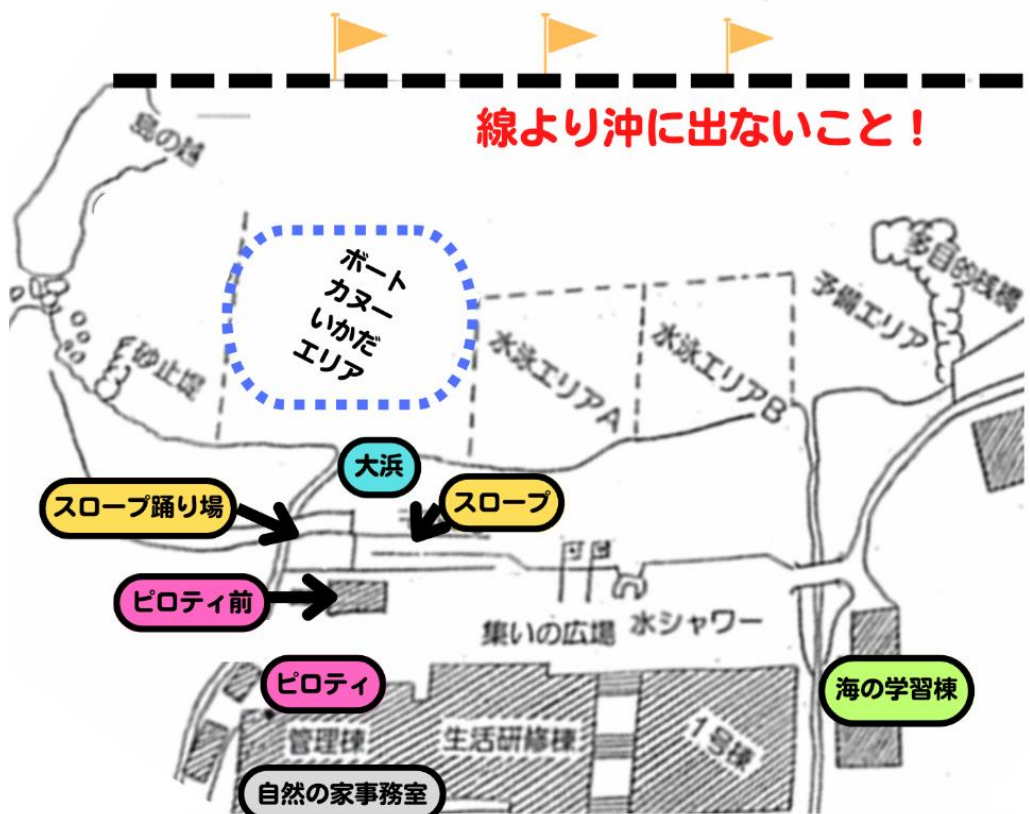 線より沖に出ないこと！
島の越
多目的桟橋
予備エリア
ボート
カヌー
いかだ
エリア
水泳エリアA
水泳エリアB
砂止堤
大浜
スロープ踊り場
スロープ
ピロティ前
集いの広場
水シャワー
ピロティ
海の学習棟
管理棟
生活研修棟
1号棟
自然の家事務室